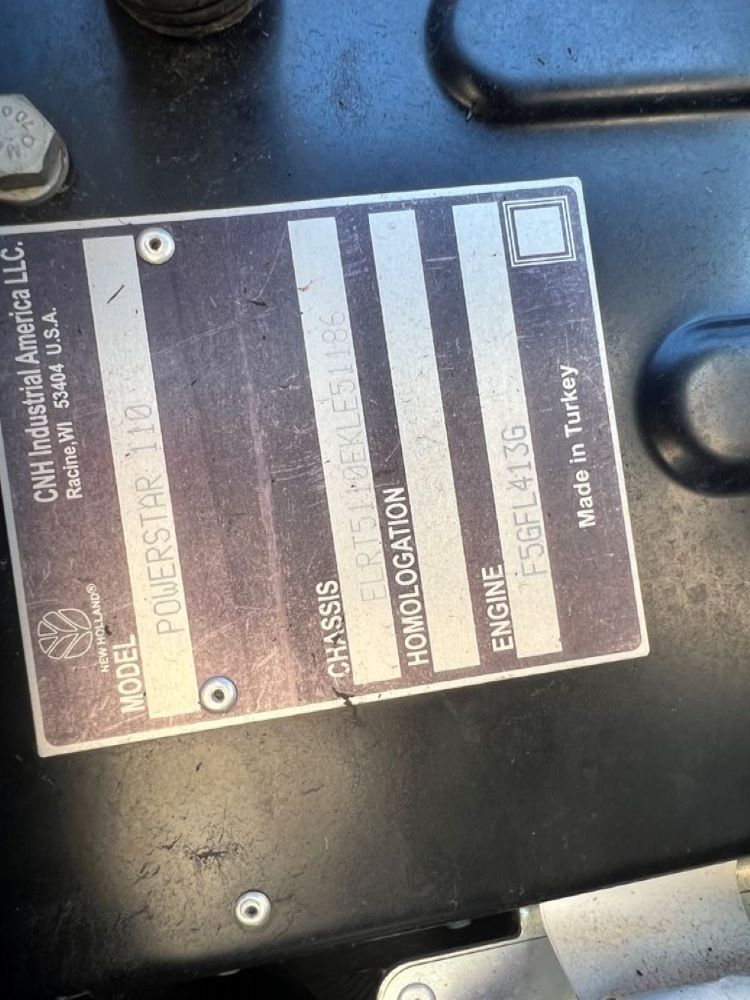 CNH Industrial America LLC.
Racine,WI 53404 U.S.A.
NEW HOLLAND®
MODEL
POWERSTAR 110
CHASSIS
ELRT5110EKLE51186
HOMOLOGATION
ENGINE
F5GFL413G
Made in Turkey